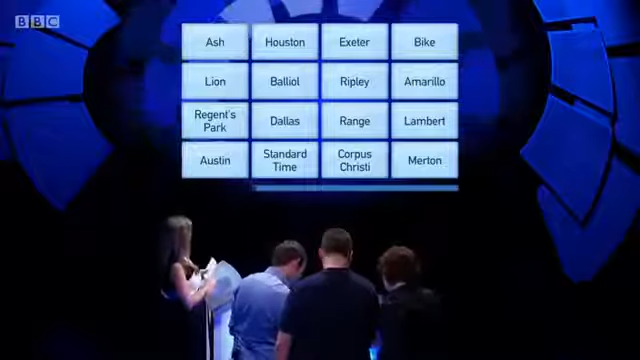 BBC
Ash Houston Exeter Bike
Lion Balliol Ripley Amarillo
Regent's
Park Dallas Range Lambert
Austin Standard
Time Corpus
Christi Merton